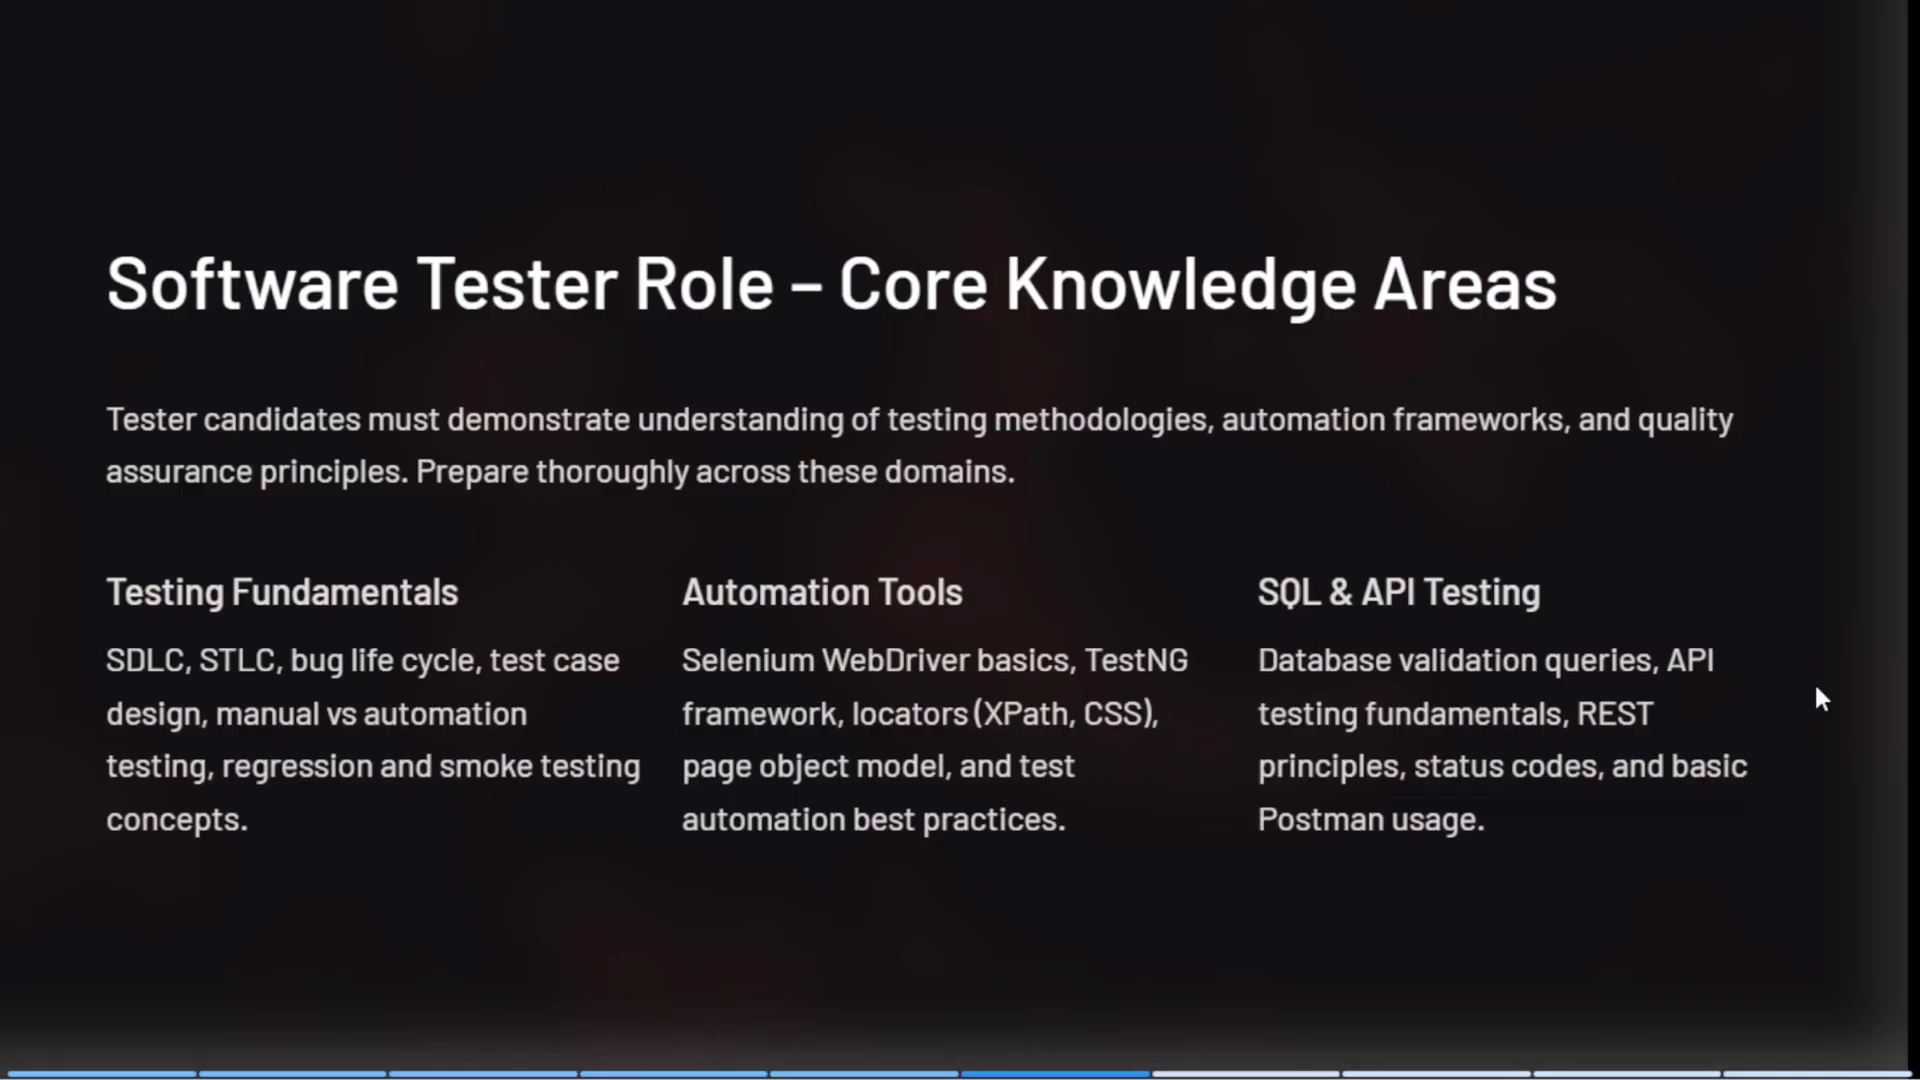 Software Tester Role – Core Knowledge Areas
Tester candidates must demonstrate understanding of testing methodologies, automation frameworks, and quality
assurance principles. Prepare thoroughly across these domains.
Testing Fundamentals
SDLC, STLC, bug life cycle, test case
design, manual vs automation
testing, regression and smoke testing
concepts.
Automation Tools
Selenium WebDriver basics, TestNG
framework, locators (XPath, CSS),
page object model, and test
automation best practices.
SQL & API Testing
Database validation queries, API
testing fundamentals, REST
principles, status codes, and basic
Postman usage.